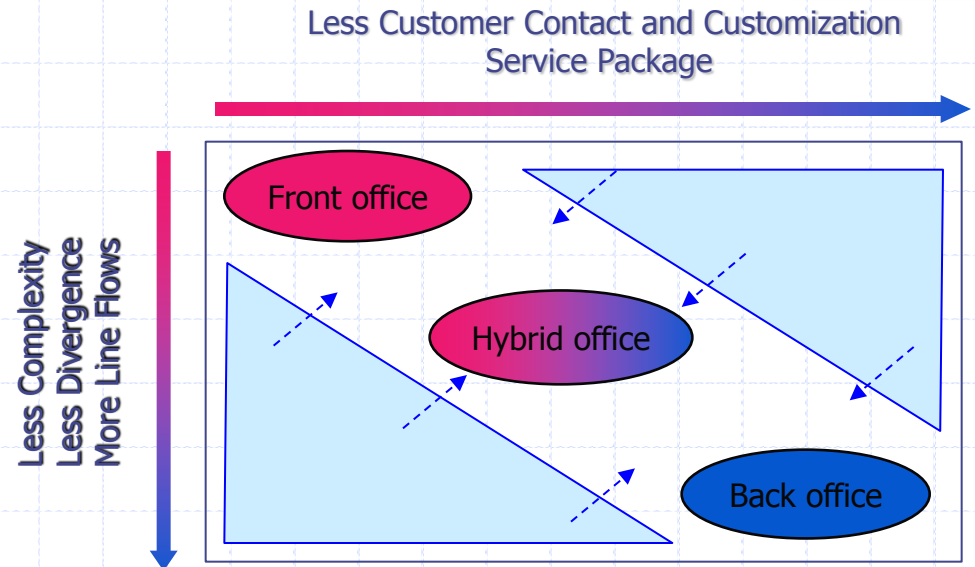 Less Customer Contact and Customization
Service Package
Less Complexity
Less Divergence
More Line Flows
Front office
Hybrid office
Back office